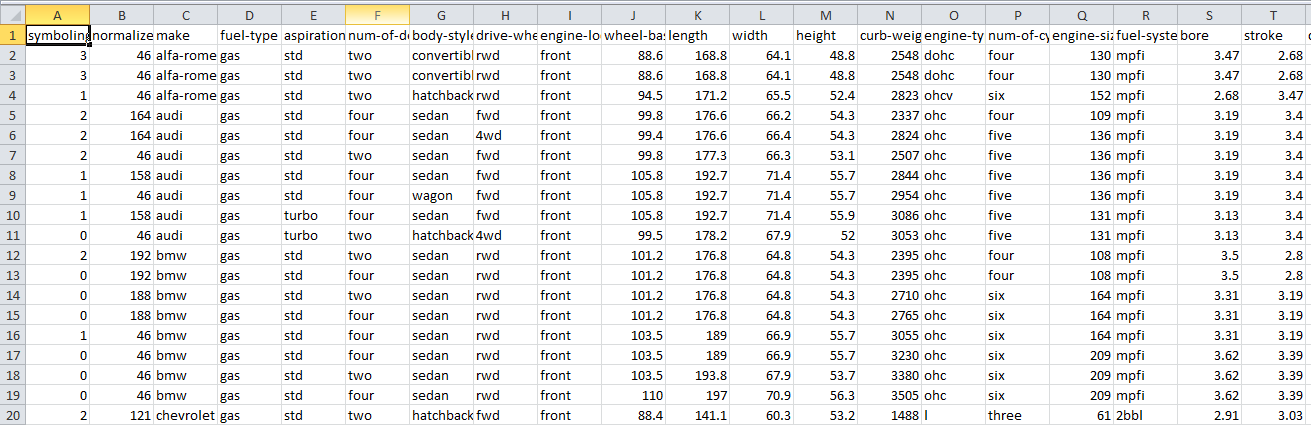 A B C D E F G H I J K L M N O P Q R S T
1 symboling normalize make fuel-type aspiration num-of-do body-style drive-whe engine-lo wheel-bas length width height curb-weig engine-ty num-of-cy engine-siz fuel-syste bore stroke
2 3 46 alfa-rome gas std two convertibl rwd front 88.6 168.8 64.1 48.8 2548 dohc four 130 mpfi 3.47 2.68
3 3 46 alfa-rome gas std two convertibl rwd front 88.6 168.8 64.1 48.8 2548 dohc four 130 mpfi 3.47 2.68
4 1 46 alfa-rome gas std two hatchback rwd front 94.5 171.2 65.5 52.4 2823 ohcv six 152 mpfi 2.68 3.47
5 2 164 audi gas std four sedan fwd front 99.8 176.6 66.2 54.3 2337 ohc four 109 mpfi 3.19 3.4
6 2 164 audi gas std four sedan 4wd front 99.4 176.6 66.4 54.3 2824 ohc five 136 mpfi 3.19 3.4
7 2 46 audi gas std two sedan fwd front 99.8 177.3 66.3 53.1 2507 ohc five 136 mpfi 3.19 3.4
8 1 158 audi gas std four sedan fwd front 105.8 192.7 71.4 55.7 2844 ohc five 136 mpfi 3.19 3.4
9 1 46 audi gas std four wagon fwd front 105.8 192.7 71.4 55.7 2954 ohc five 136 mpfi 3.19 3.4
10 1 158 audi gas turbo four sedan fwd front 105.8 192.7 71.4 55.9 3086 ohc five 131 mpfi 3.13 3.4
11 0 46 audi gas turbo two hatchback 4wd front 99.5 178.2 67.9 52 3053 ohc five 131 mpfi 3.13 3.4
12 2 192 bmw gas std two sedan rwd front 101.2 176.8 64.8 54.3 2395 ohc four 108 mpfi 3.5 2.8
13 0 192 bmw gas std four sedan rwd front 101.2 176.8 64.8 54.3 2395 ohc four 108 mpfi 3.5 2.8
14 0 188 bmw gas std two sedan rwd front 101.2 176.8 64.8 54.3 2710 ohc six 164 mpfi 3.31 3.19
15 0 188 bmw gas std four sedan rwd front 101.2 176.8 64.8 54.3 2765 ohc six 164 mpfi 3.31 3.19
16 1 46 bmw gas std four sedan rwd front 103.5 189 66.9 55.7 3055 ohc six 164 mpfi 3.31 3.19
17 0 46 bmw gas std four sedan rwd front 103.5 189 66.9 55.7 3230 ohc six 209 mpfi 3.62 3.39
18 0 46 bmw gas std two sedan rwd front 103.5 193.8 67.9 53.7 3380 ohc six 209 mpfi 3.62 3.39
19 0 46 bmw gas std four sedan rwd front 110 197 70.9 56.3 3505 ohc six 209 mpfi 3.62 3.39
20 2 121 chevrolet gas std two hatchback fwd front 88.4 141.1 60.3 53.2 1488 l three 61 2bbl 2.91 3.03